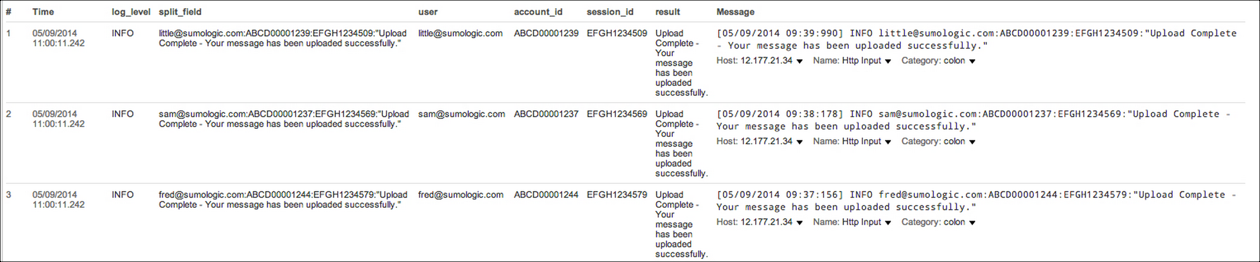 # Time log_level split_field user account_id session_id result Message
1 05/09/2014 11:00:11.242 INFO little@sumologic.com:ABCD00001239:EFGH1234509:"Upload Complete - Your message has been uploaded successfully." little@sumologic.com ABCD00001239 EFGH1234509 Upload Complete - Your message has been uploaded successfully.
[05/09/2014 09:39:990] INFO little@sumologic.com:ABCD00001239:EFGH1234509:"Upload Complete
- Your message has been uploaded successfully."
Host: 12.177.21.34 ▼ Name: Http Input ▼ Category: colon ▼
2 05/09/2014 11:00:11.242 INFO sam@sumologic.com:ABCD00001237:EFGH1234569:"Upload Complete - Your message has been uploaded successfully." sam@sumologic.com ABCD00001237 EFGH1234569 Upload Complete - Your message has been uploaded successfully.
[05/09/2014 09:38:178] INFO sam@sumologic.com:ABCD00001237:EFGH1234569:"Upload Complete -
Your message has been uploaded successfully."
Host: 12.177.21.34 ▼ Name: Http Input ▼ Category: colon ▼
3 05/09/2014 11:00:11.242 INFO fred@sumologic.com:ABCD00001244:EFGH1234579:"Upload Complete - Your message has been uploaded successfully." fred@sumologic.com ABCD00001244 EFGH1234579 Upload Complete - Your message has been uploaded successfully.
[05/09/2014 09:37:156] INFO fred@sumologic.com:ABCD00001244:EFGH1234579:"Upload Complete -
Your message has been uploaded successfully."
Host: 12.177.21.34 ▼ Name: Http Input ▼ Category: colon ▼